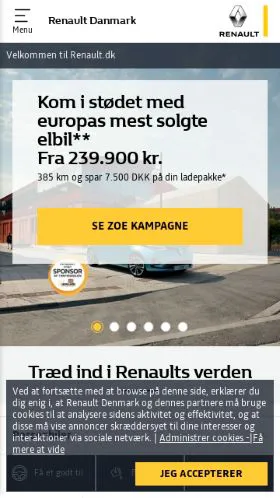 Menu
Renault Danmark
RENAULT
Velkommen til Renault.dk
Kom i stødet med
europas mest solgte
elbil**
Fra 239.900 kr.
385 km og spar 7.500 DKK på din ladepakke*
SE ZOE KAMPAGNE
SPONSOR
Træd ind i Renaults verden
Ved at fortsætte med at browse på denne side, erklærer du
dig enig i, at Renault Danmark og dennes partnere må bruge
cookies til at analysere sidens aktivitet og effektivitet, og at
disse må vise annoncer skræddersyet til dine interesser og
interaktioner via sociale netværk. | Administrer cookies -|Få
mere at vide
Få et godt til
JEG ACCEPTERER